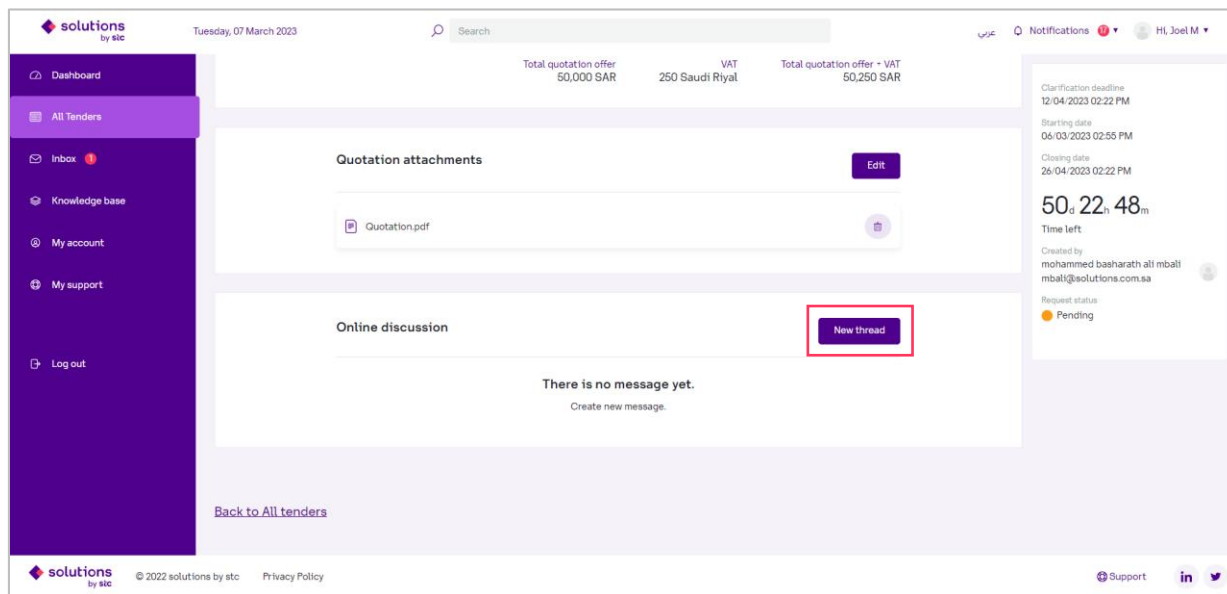 solutions
by stc
Tuesday, 07 March 2023
Search
عربي
Notifications 17
Hi, Joel M
Dashboard
All Tenders
Inbox 1
Knowledge base
My account
My support
Log out
Total quotation offer
50,000 SAR
VAT
250 Saudi Riyal
Total quotation offer + VAT
50,250 SAR
Quotation attachments
Edit
Quotation.pdf
Online discussion
New thread
There is no message yet.
Create new message.
Back to All tenders
Clarification deadline
12/04/2023 02:22 PM
Starting date
06/03/2023 02:55 PM
Closing date
26/04/2023 02:22 PM
50d 22h 48m
Time left
Created by
mohammed basharath ali mbali
mbali@solutions.com.sa
Request status
Pending
solutions
by stc
© 2022 solutions by stc
Privacy Policy
Support
in